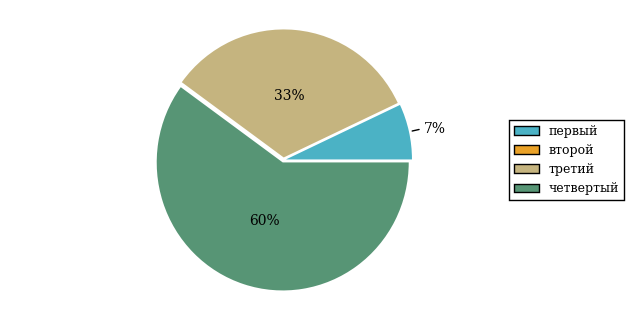 33%
7%
60%
первый
второй
третий
четвертый